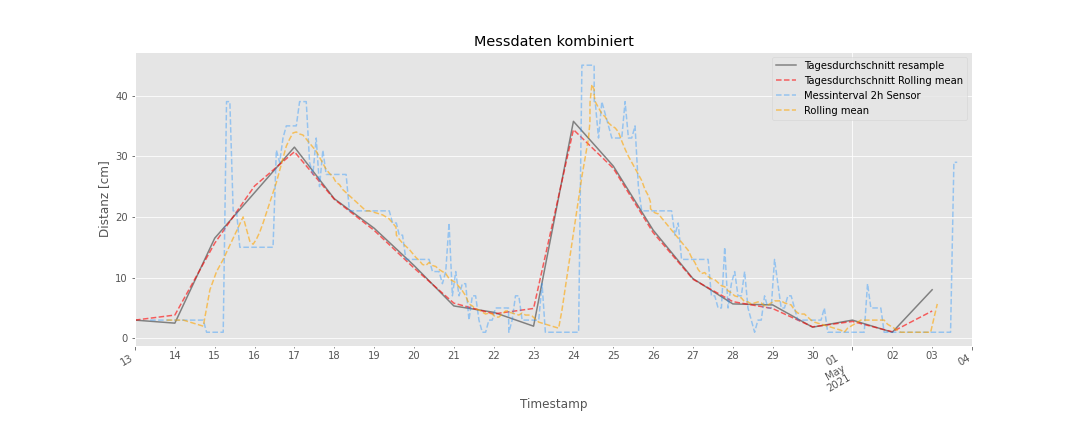 Messdaten kombiniert
Tagesdurchschnitt resample
Tagesdurchschnitt Rolling mean
Messinterval 2h Sensor
Rolling mean
Distanz [cm]
40
30
20
10
0
13 14 15 16 17 18 19 20 21 22 23 24 25 26 27 28 29 30 01 02 03 04
May
2021
Timestamp